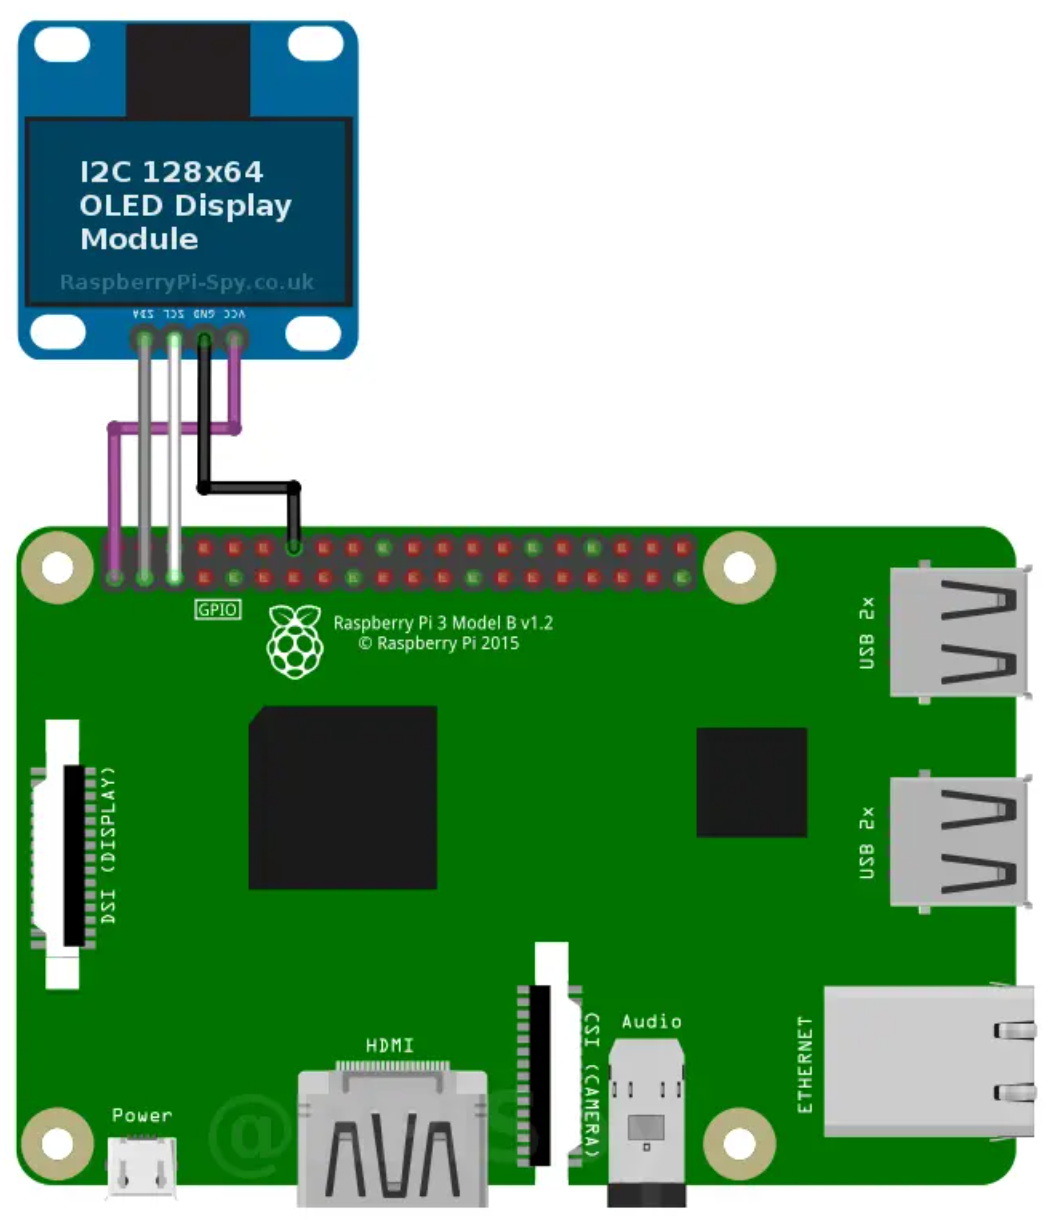 I2C 128x64
OLED Display
Module
RaspberryPi-Spy.co.uk
SDA SCL GND VCC
GPIO
Raspberry Pi 3 Model B v1.2
© Raspberry Pi 2015
USB 2x
DSI (DISPLAY)
USB 2x
ETHERNET
CSI (CAMERA)
Audio
HDMI
Power